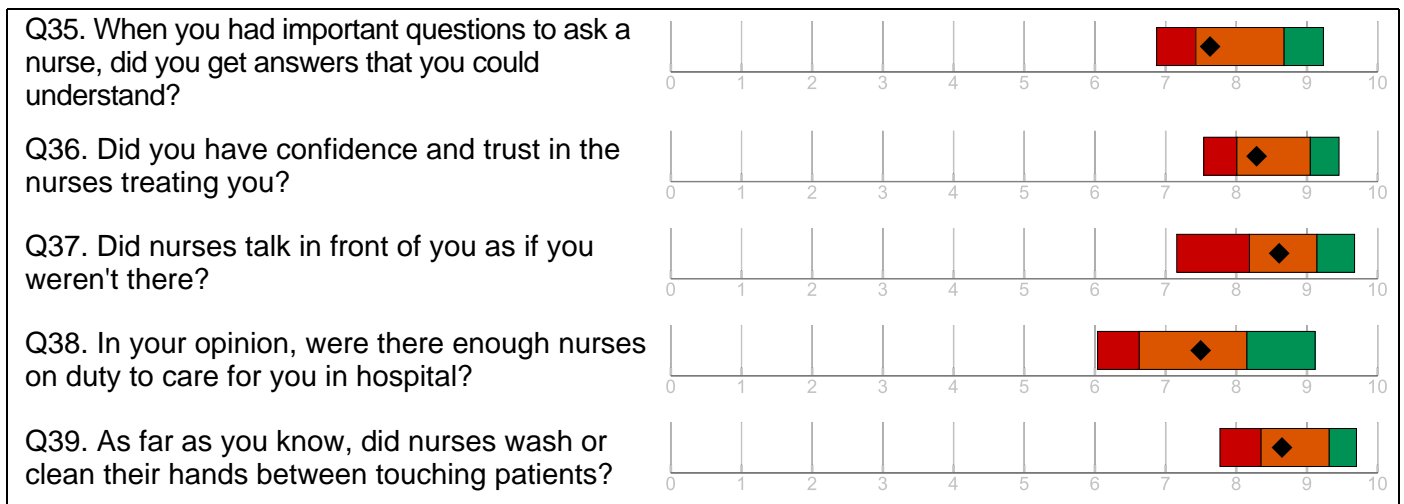 Q35. When you had important questions to ask a
nurse, did you get answers that you could
understand?
0 1 2 3 4 5 6 7 8 9 10
Q36. Did you have confidence and trust in the
nurses treating you?
0 1 2 3 4 5 6 7 8 9 10
Q37. Did nurses talk in front of you as if you
weren't there?
0 1 2 3 4 5 6 7 8 9 10
Q38. In your opinion, were there enough nurses
on duty to care for you in hospital?
0 1 2 3 4 5 6 7 8 9 10
Q39. As far as you know, did nurses wash or
clean their hands between touching patients?
0 1 2 3 4 5 6 7 8 9 10